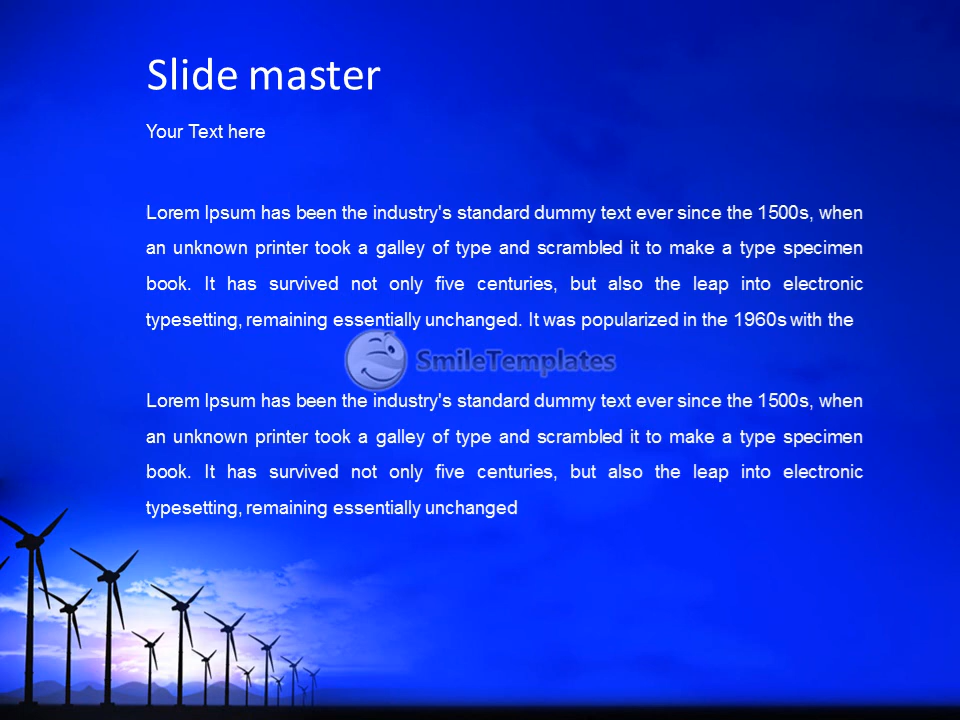 Slide master
Your Text here
Lorem Ipsum has been the industry's standard dummy text ever since the 1500s, when
an unknown printer took a galley of type and scrambled it to make a type specimen
book. It has survived not only five centuries, but also the leap into electronic
typesetting, remaining essentially unchanged. It was popularized in the 1960s with the
SmileTemplates
Lorem Ipsum has been the industry's standard dummy text ever since the 1500s, when
an unknown printer took a galley of type and scrambled it to make a type specimen
book. It has survived not only five centuries, but also the leap into electronic
typesetting, remaining essentially unchanged